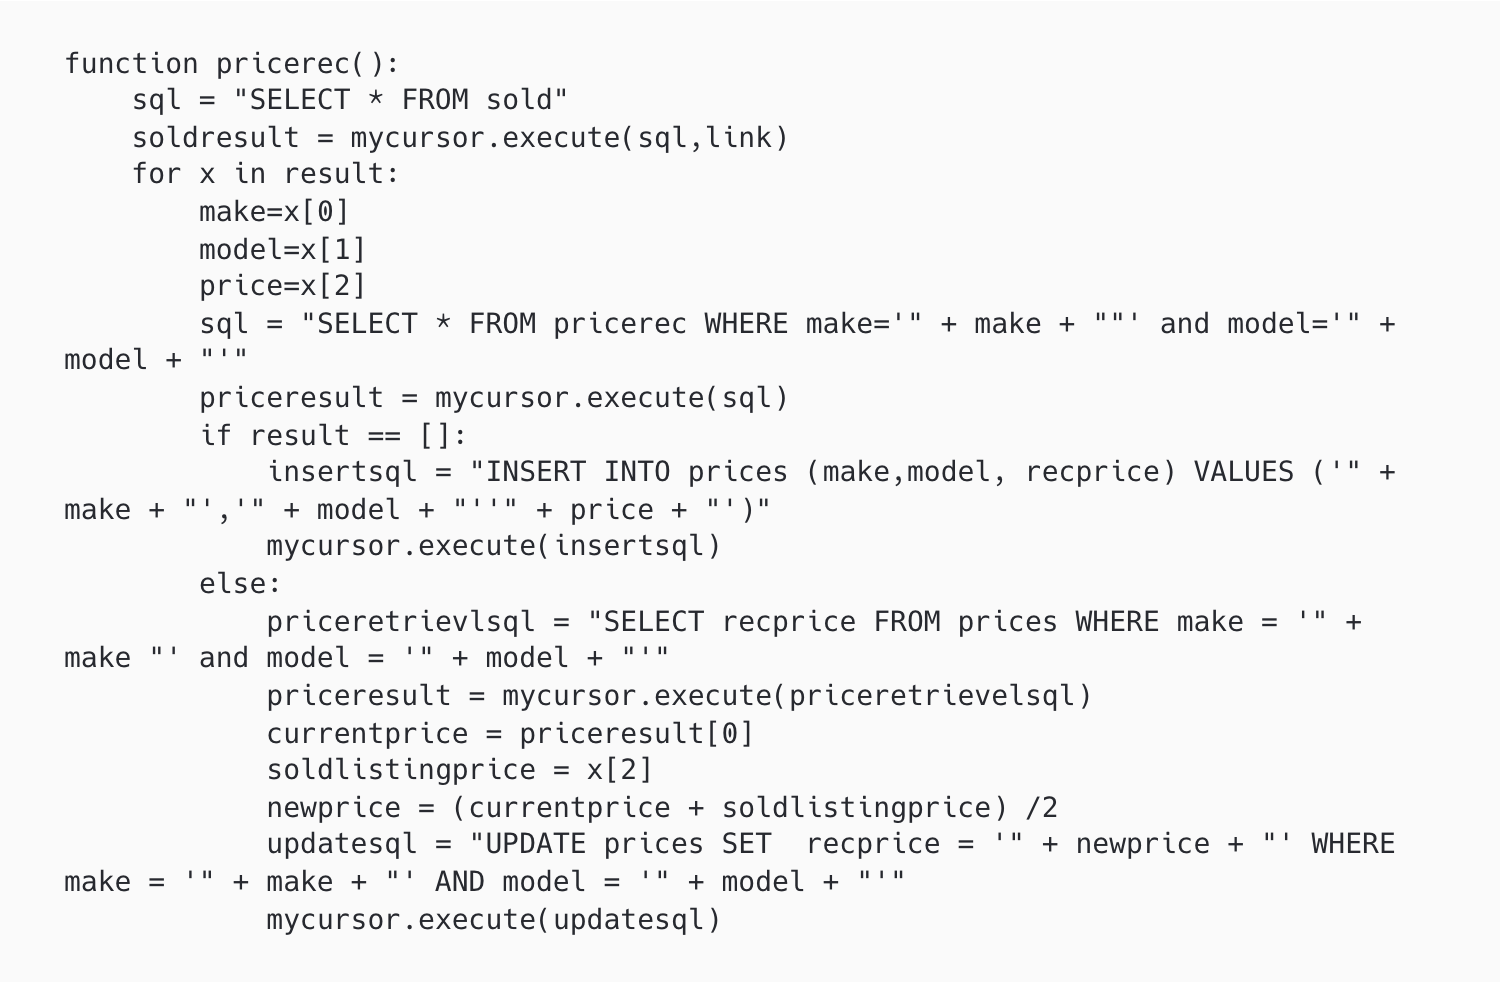 function pricerec():
    sql = "SELECT * FROM sold"
    soldresult = mycursor.execute(sql,link)
    for x in result:
        make=x[0]
        model=x[1]
        price=x[2]
        sql = "SELECT * FROM pricerec WHERE make='" + make + ""' and model='" +
model + "'"
        priceresult = mycursor.execute(sql)
        if result == []:
            insertsql = "INSERT INTO prices (make,model, recprice) VALUES ('" +
make + "','" + model + "''" + price + "')"
            mycursor.execute(insertsql)
        else:
            priceretrievlsql = "SELECT recprice FROM prices WHERE make = '" +
make "' and model = '" + model + "'"
            priceresult = mycursor.execute(priceretrievelsql)
            currentprice = priceresult[0]
            soldlistingprice = x[2]
            newprice = (currentprice + soldlistingprice) /2
            updatesql = "UPDATE prices SET  recprice = '" + newprice + "' WHERE
make = '" + make + "' AND model = '" + model + "'"
            mycursor.execute(updatesql)